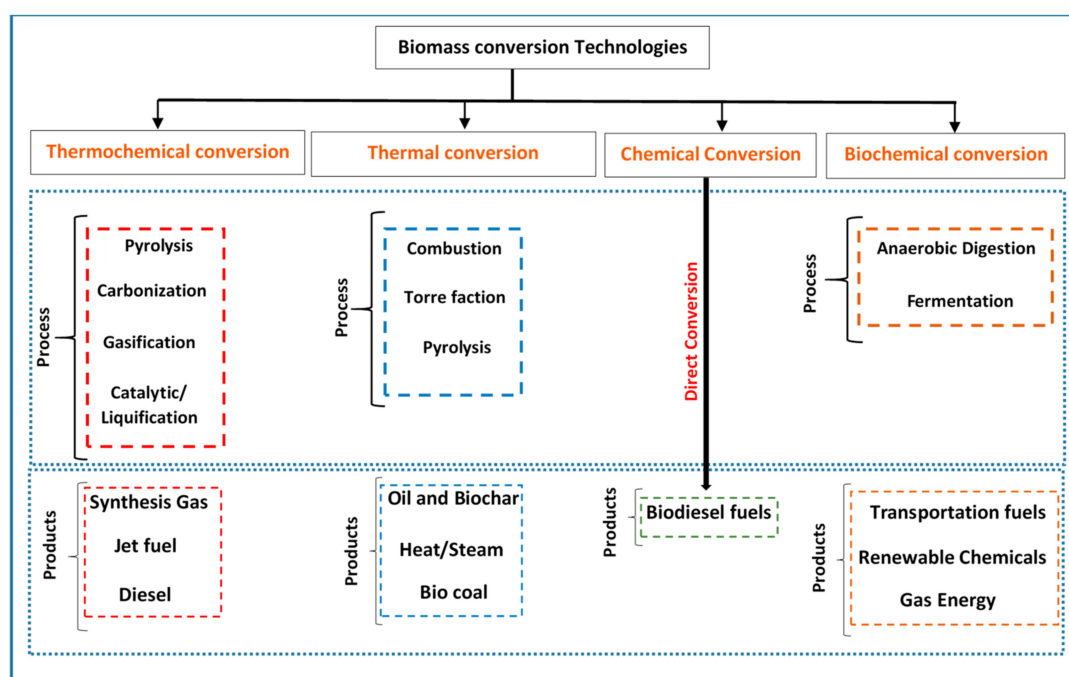 Biomass conversion Technologies
Thermochemical conversion
Thermal conversion
Chemical Conversion
Biochemical conversion
Process
Pyrolysis
Carbonization
Gasification
Catalytic/
Liquification
Process
Combustion
Torre faction
Pyrolysis
Direct Conversion
Process
Anaerobic Digestion
Fermentation
Products
Synthesis Gas
Jet fuel
Diesel
Products
Oil and Biochar
Heat/Steam
Bio coal
Products
Biodiesel fuels
Products
Transportation fuels
Renewable Chemicals
Gas Energy